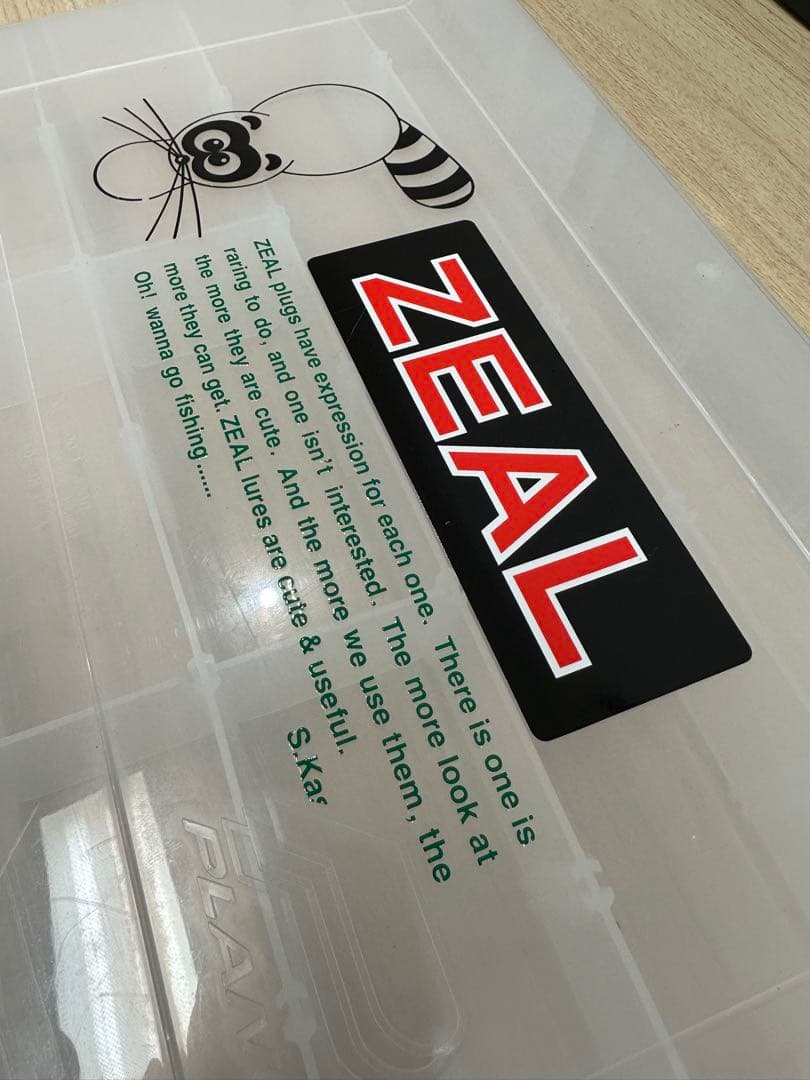 ZEAL
ZEAL plugs have expression for each one. There is one is
raring to do, and one isn't interested. The more look at
the more they are cute. And the more we use them, the
more they can get. ZEAL lures are cute & useful.
Oh! wanna go fishing......
S.Kas
PLAN